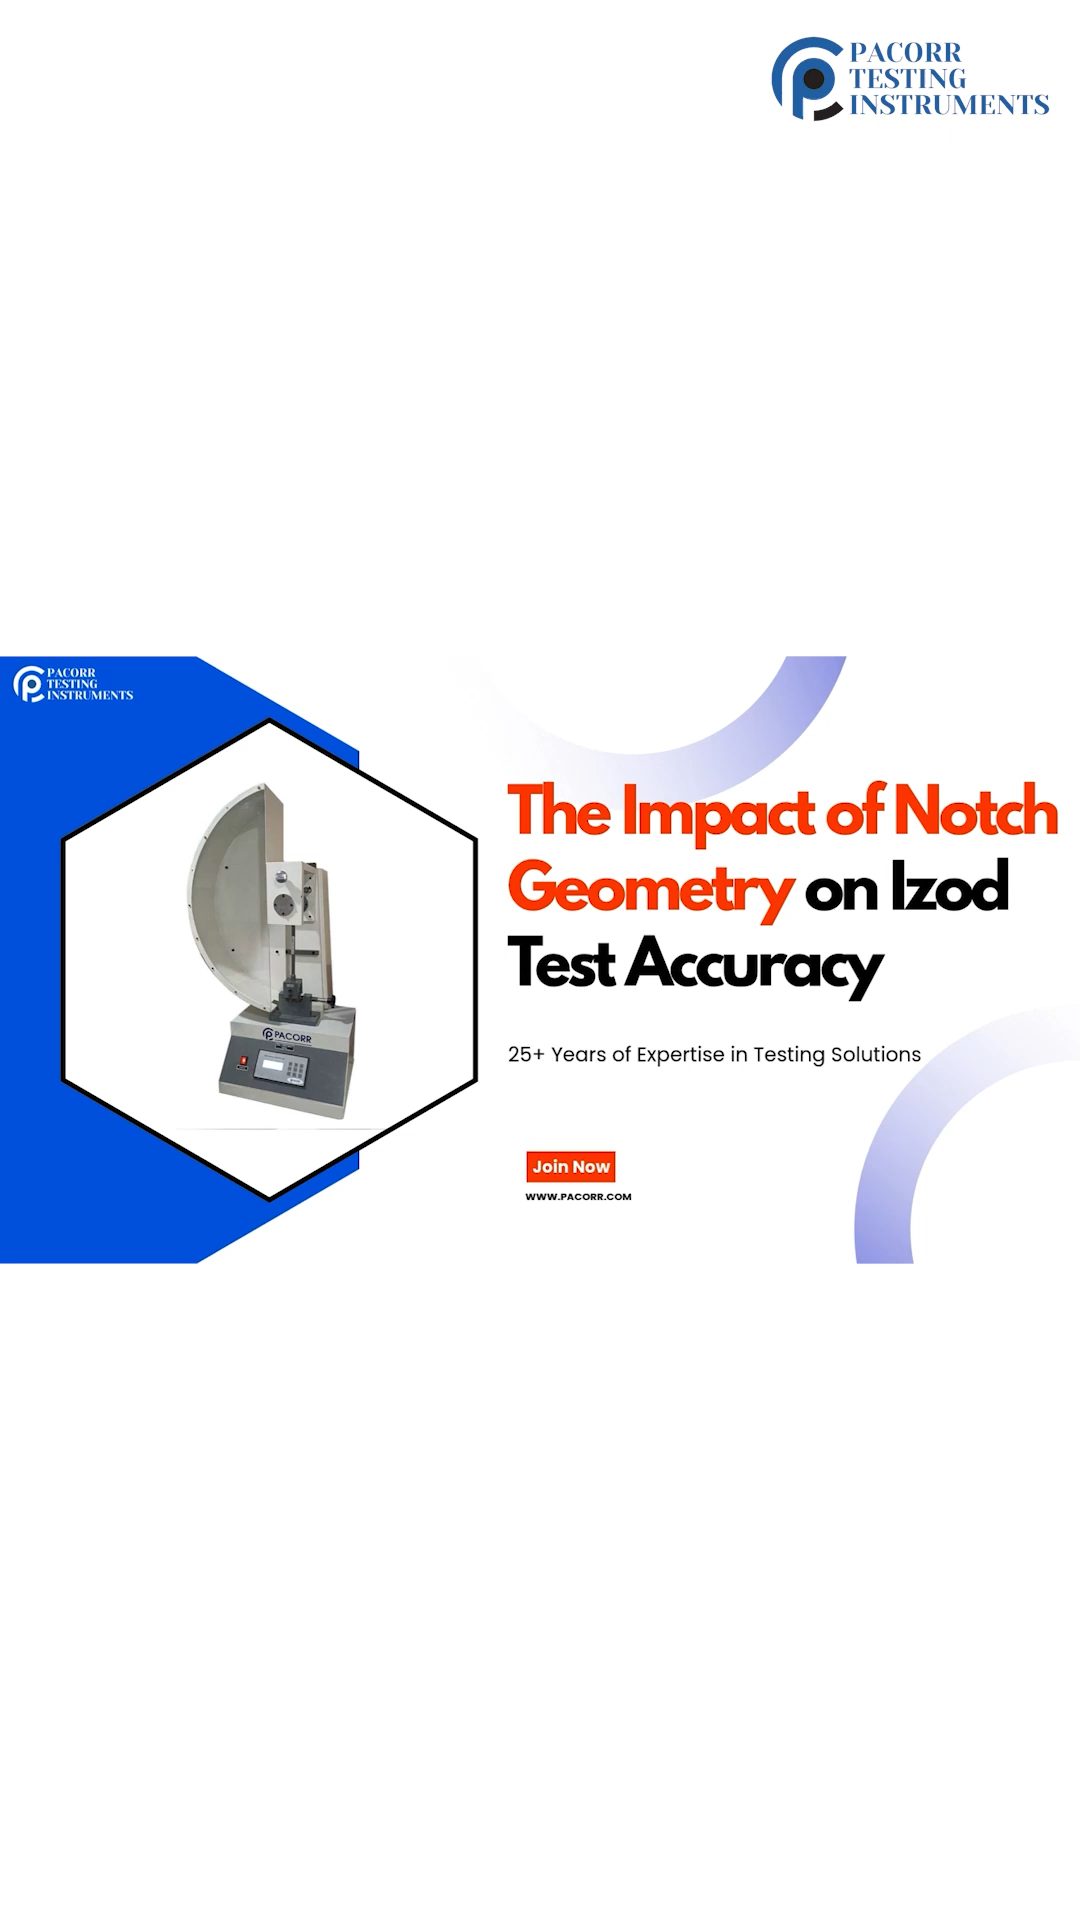 PACORR
TESTING
INSTRUMENTS
PACORR
TESTING
INSTRUMENTS
The Impact of Notch
Geometry on Izod
Test Accuracy
PACORR
25+ Years of Expertise in Testing Solutions
Join Now
WWW.PACORR.COM